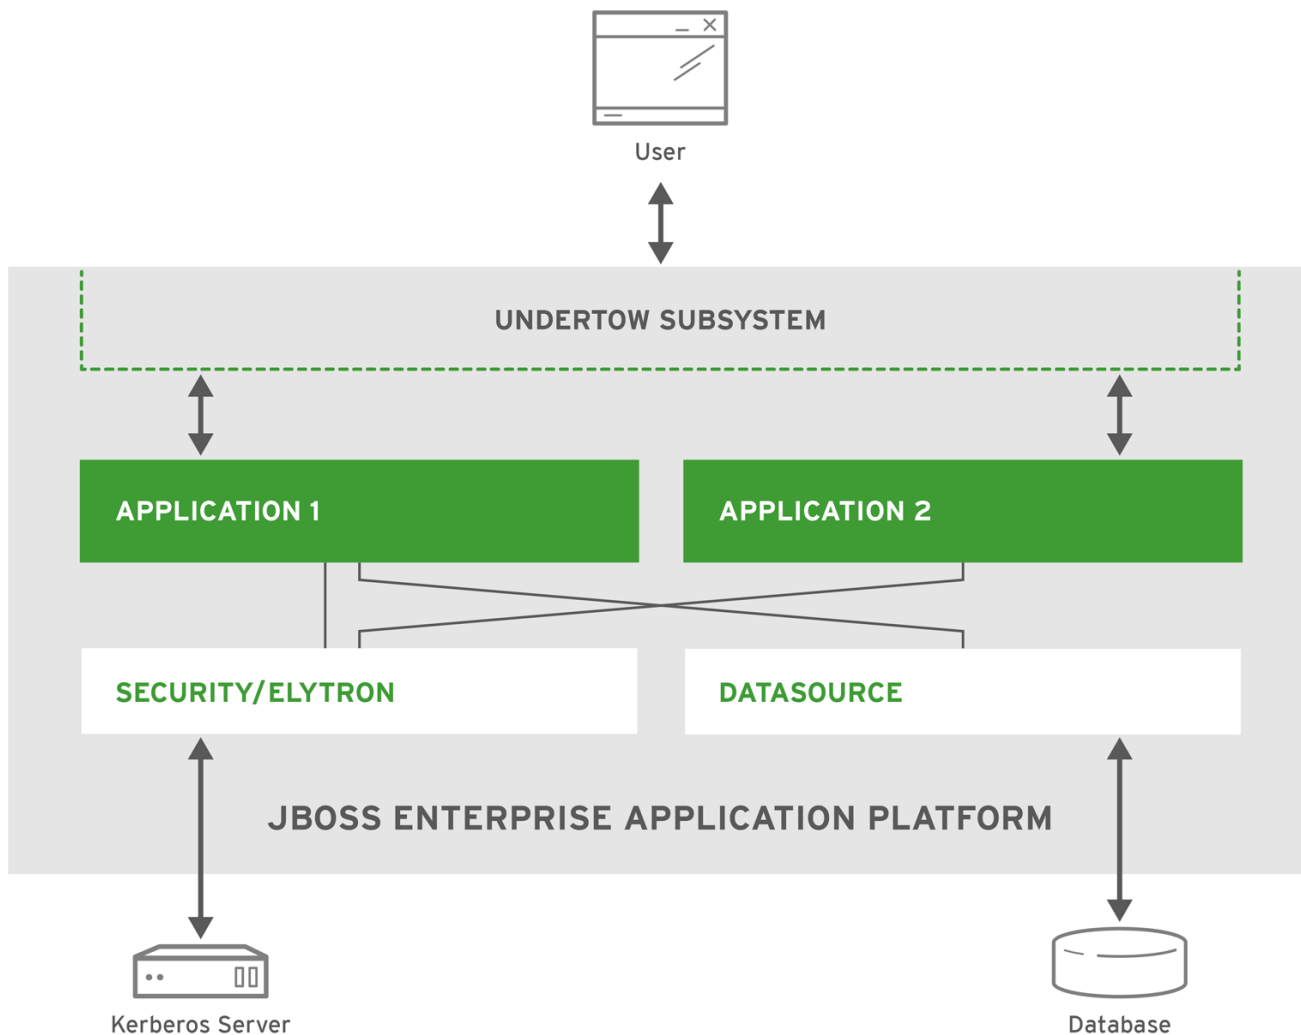 User
UNDERTOW SUBSYSTEM
APPLICATION 1
APPLICATION 2
SECURITY/ELYTRON
DATASOURCE
JBOSS ENTERPRISE APPLICATION PLATFORM
Kerberos Server
Database